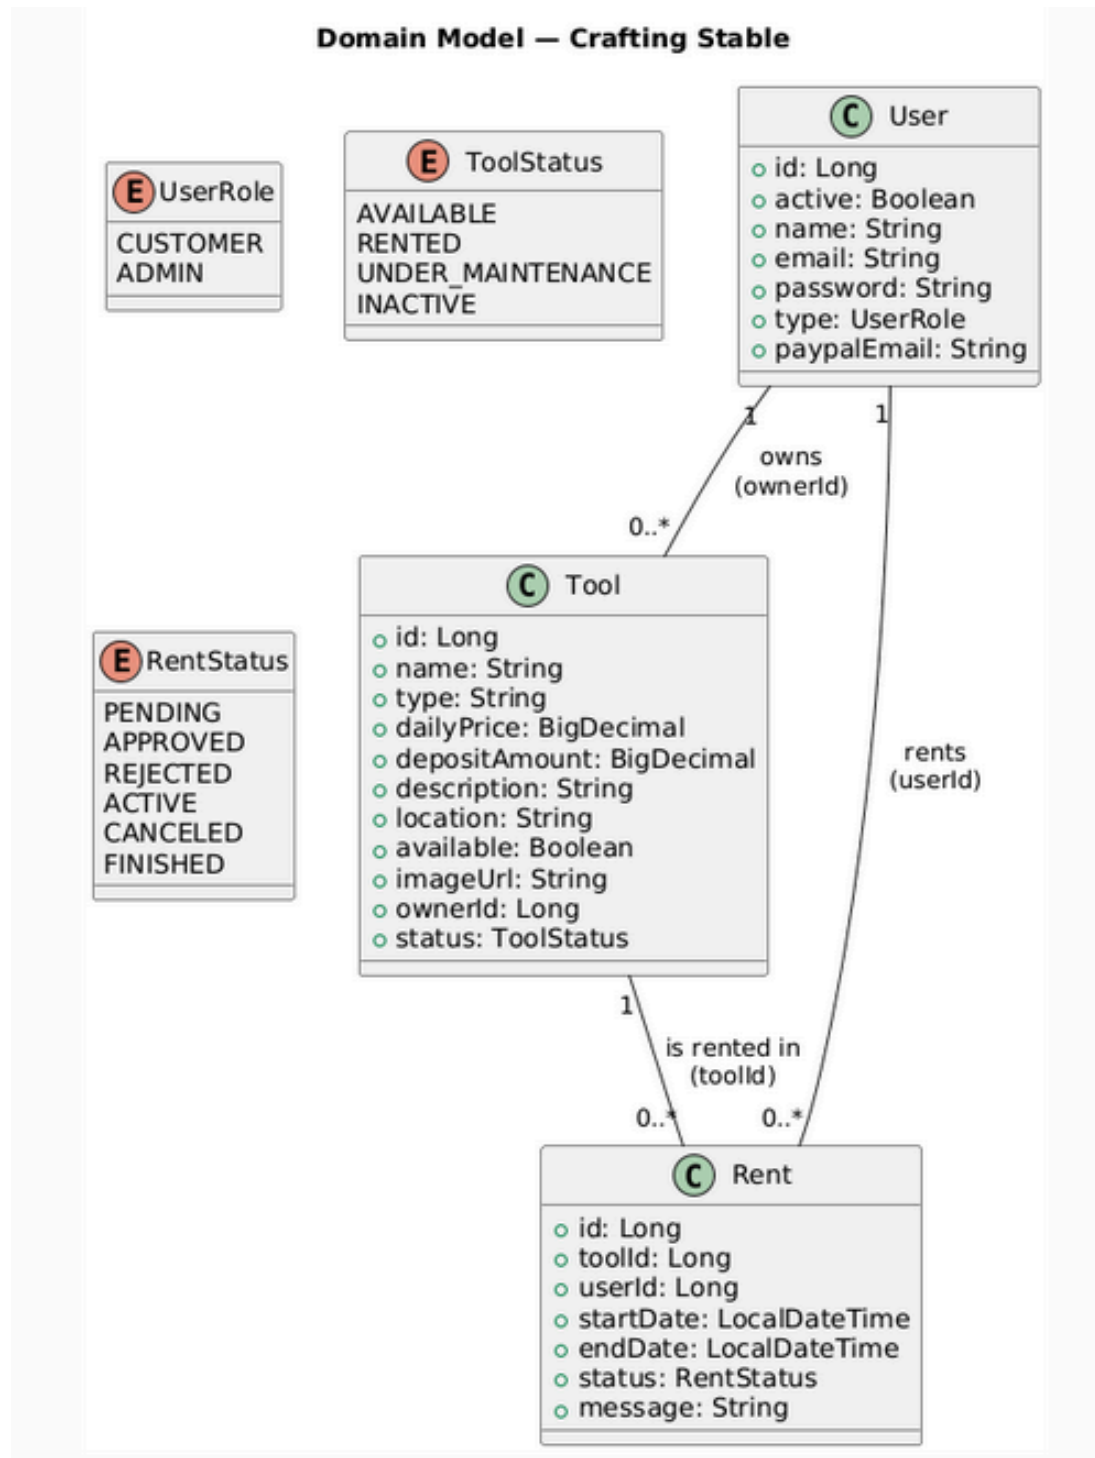 Domain Model — Crafting Stable
E UserRole
CUSTOMER
ADMIN
E ToolStatus
AVAILABLE
RENTED
UNDER_MAINTENANCE
INACTIVE
C User
id: Long
active: Boolean
name: String
email: String
password: String
type: UserRole
paypalEmail: String
1
1
owns
(ownerId)
0..*
C Tool
id: Long
name: String
type: String
dailyPrice: BigDecimal
depositAmount: BigDecimal
description: String
location: String
available: Boolean
imageUrl: String
ownerId: Long
status: ToolStatus
E RentStatus
PENDING
APPROVED
REJECTED
ACTIVE
CANCELED
FINISHED
rents
(userId)
1
is rented in
(toolId)
0..*
0..*
C Rent
id: Long
toolId: Long
userId: Long
startDate: LocalDateTime
endDate: LocalDateTime
status: RentStatus
message: String